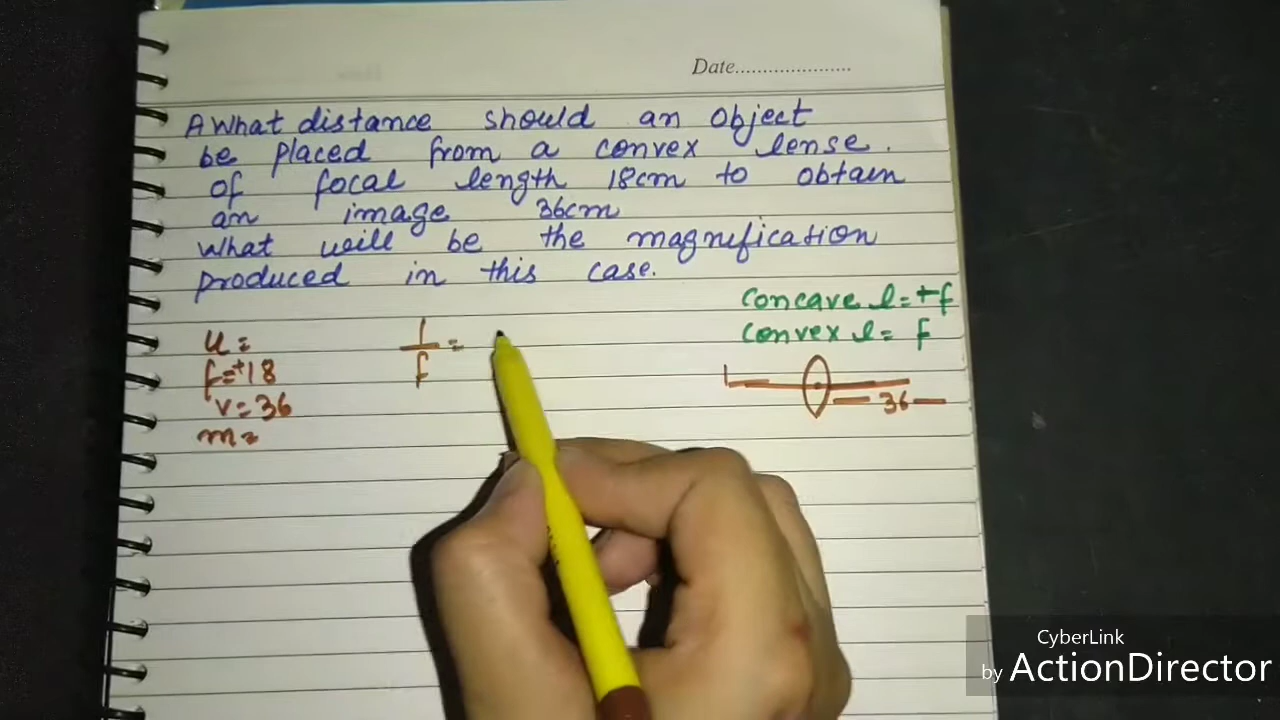 Date.....................
A What distance should an object
be placed from a convex lense.
of focal length 18cm to obtain
an image 36cm
What will be the magnification
produced in this case.
concave l=+f
convex l= f
u=
f=+18
v=36
m=
1/f =
36
CyberLink
by ActionDirector